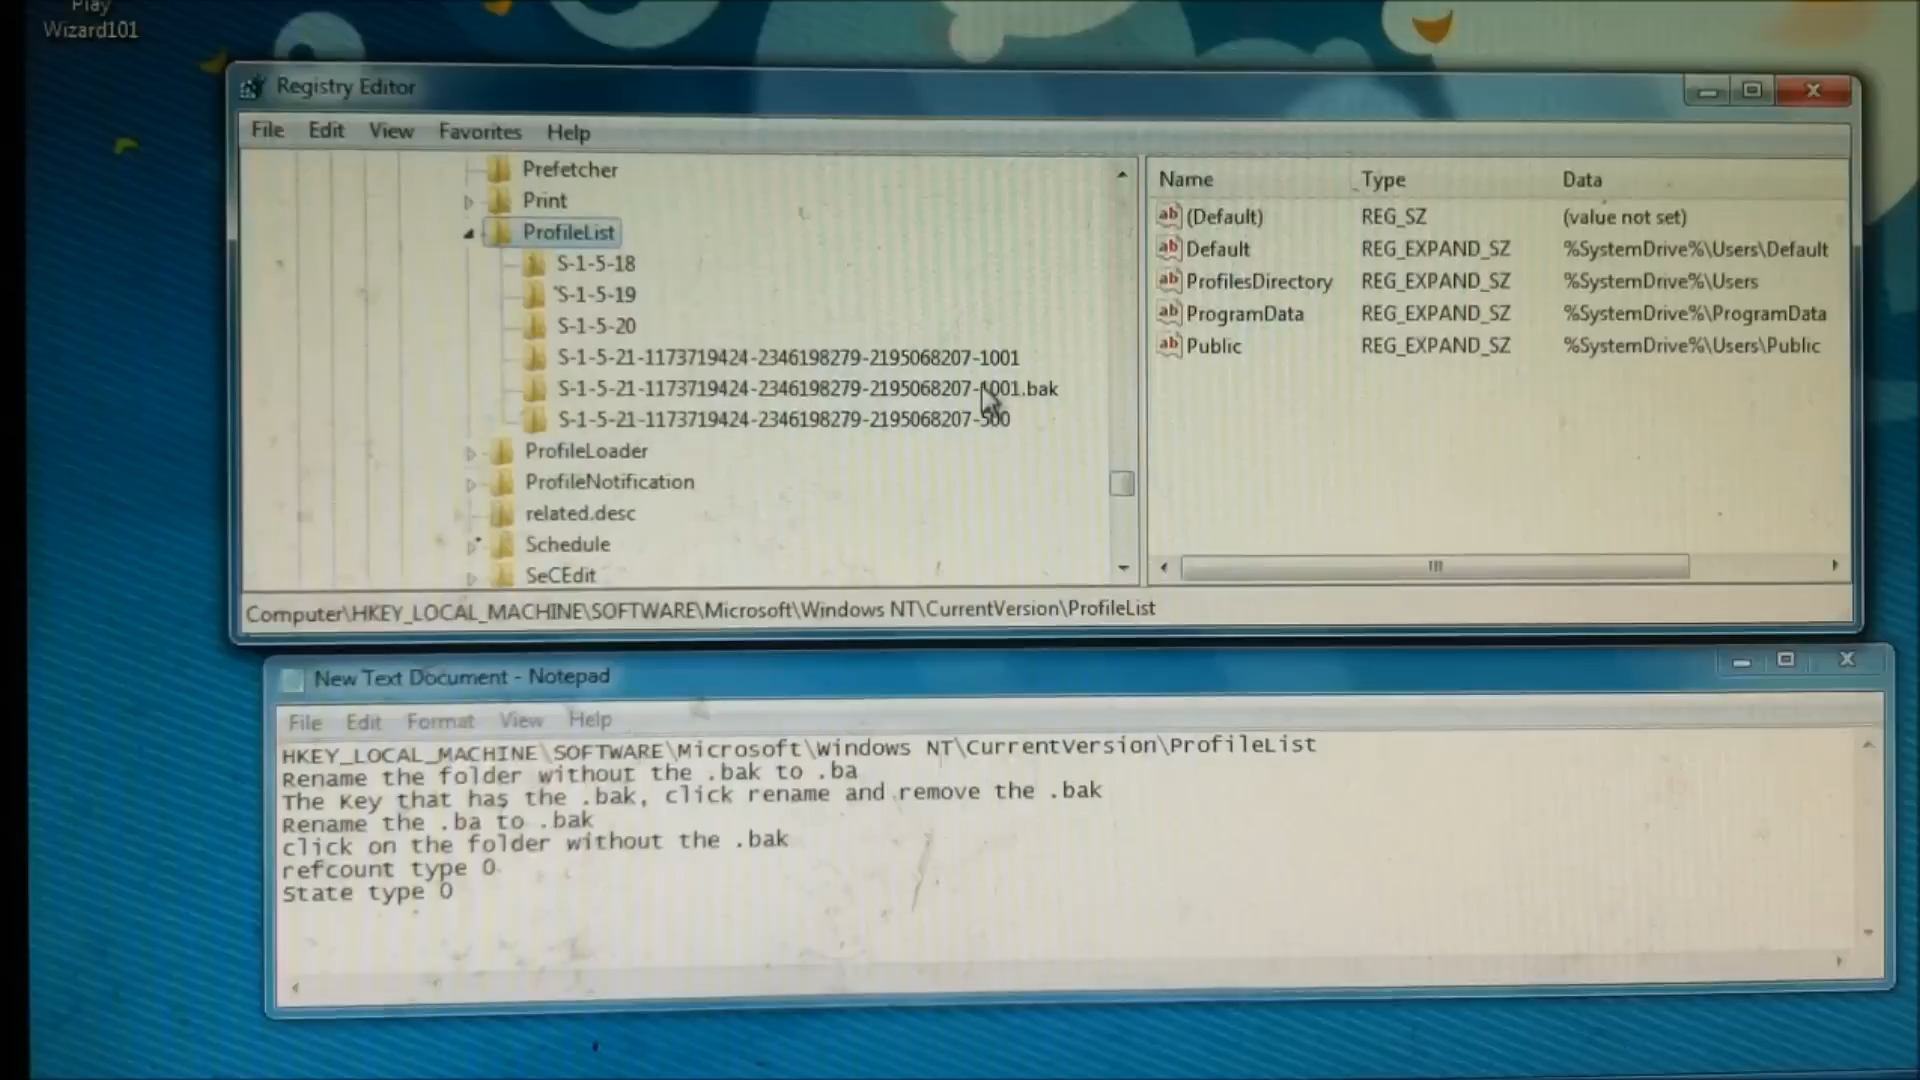 Play
Wizard101
Registry Editor
File Edit View Favorites Help
Prefetcher
Print
ProfileList
S-1-5-18
S-1-5-19
S-1-5-20
S-1-5-21-1173719424-2346198279-2195068207-1001
S-1-5-21-1173719424-2346198279-2195068207-1001.bak
S-1-5-21-1173719424-2346198279-2195068207-500
ProfileLoader
ProfileNotification
related.desc
Schedule
SeCEdit
Name Type Data
(Default) REG_SZ (value not set)
Default REG_EXPAND_SZ %SystemDrive%\Users\Default
ProfilesDirectory REG_EXPAND_SZ %SystemDrive%\Users
ProgramData REG_EXPAND_SZ %SystemDrive%\ProgramData
Public REG_EXPAND_SZ %SystemDrive%\Users\Public
Computer\HKEY_LOCAL_MACHINE\SOFTWARE\Microsoft\Windows NT\CurrentVersion\ProfileList
New Text Document - Notepad
File Edit Format View Help
HKEY_LOCAL_MACHINE\SOFTWARE\Microsoft\Windows NT\CurrentVersion\ProfileList
Rename the folder without the .bak to .ba
The Key that has the .bak, click rename and remove the .bak
Rename the .ba to .bak
click on the folder without the .bak
refcount type 0
State type 0